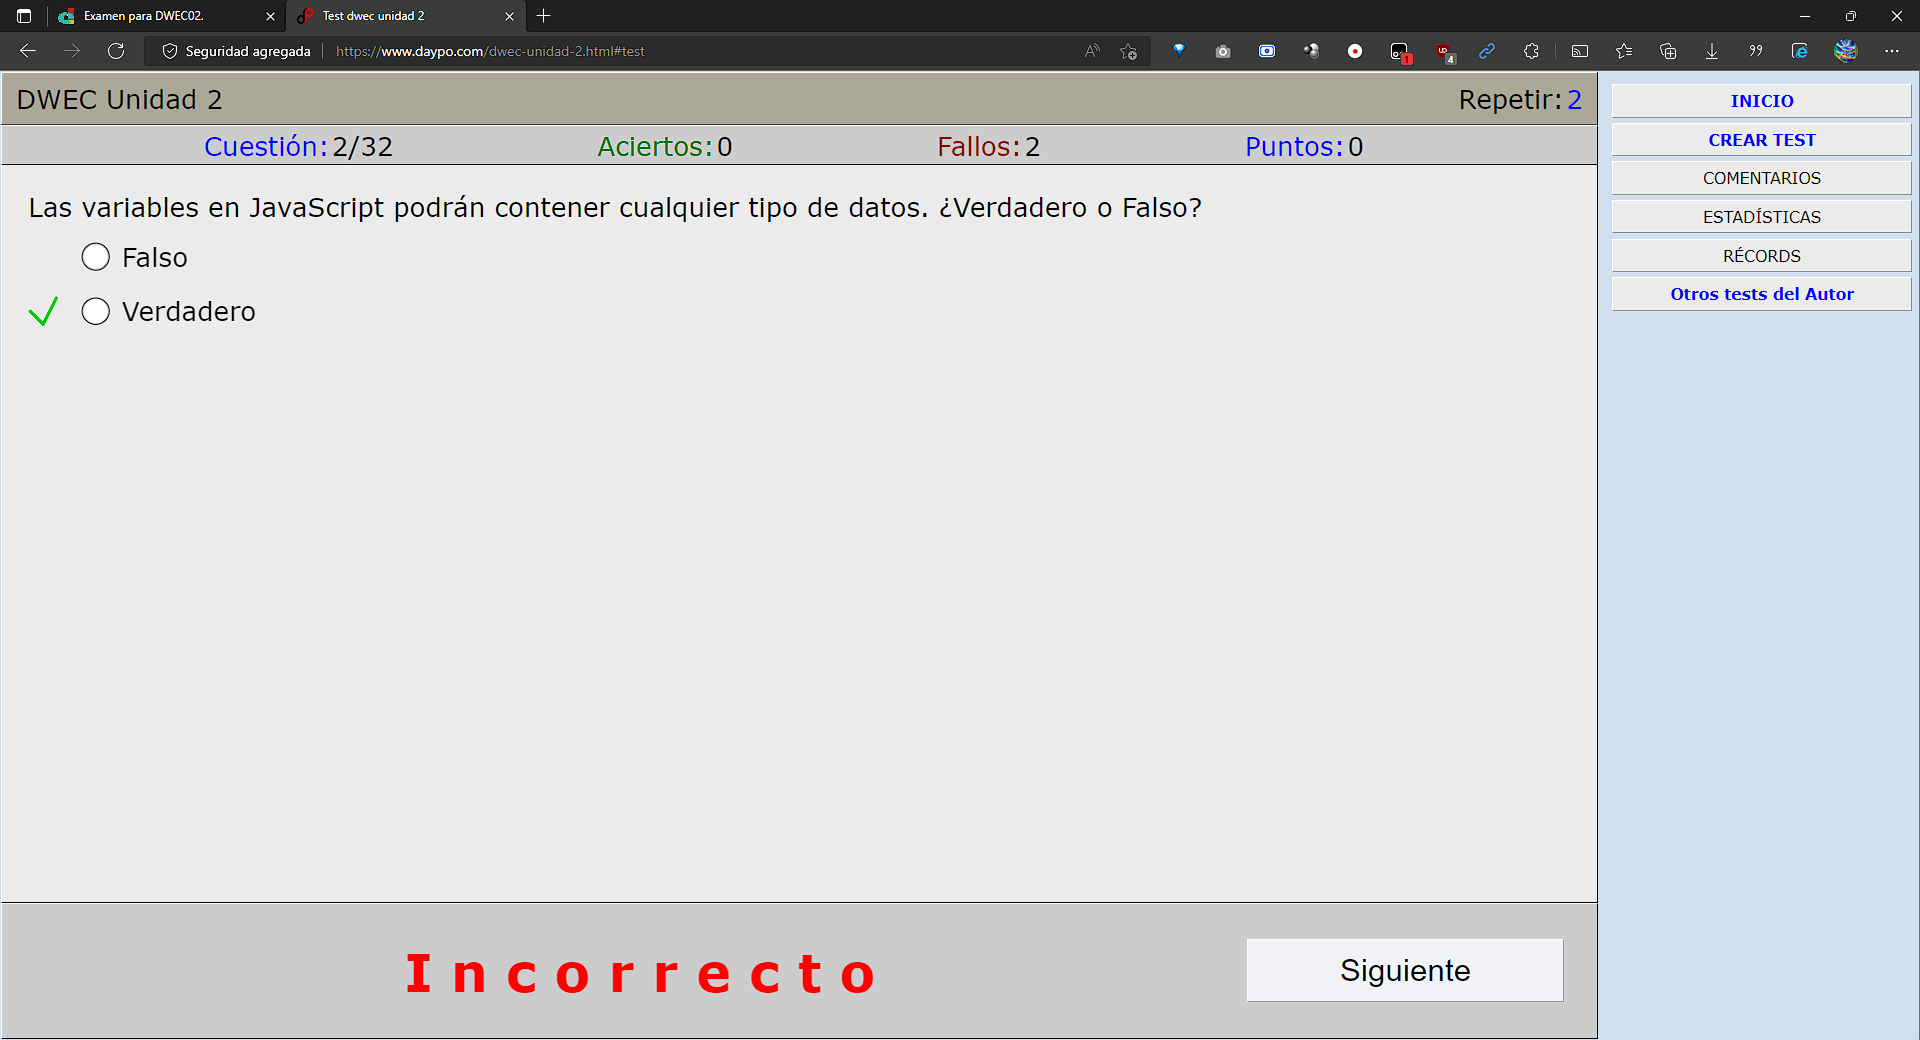 Examen para DWEC02.
Test dwec unidad 2
Seguridad agregada
https://www.daypo.com/dwec-unidad-2.html#test
1
4
DWEC Unidad 2
Repetir: 2
Cuestión: 2/32
Aciertos: 0
Fallos: 2
Puntos: 0
Las variables en JavaScript podrán contener cualquier tipo de datos. ¿Verdadero o Falso?
Falso
Verdadero
Incorrecto
Siguiente
INICIO
CREAR TEST
COMENTARIOS
ESTADÍSTICAS
RÉCORDS
Otros tests del Autor